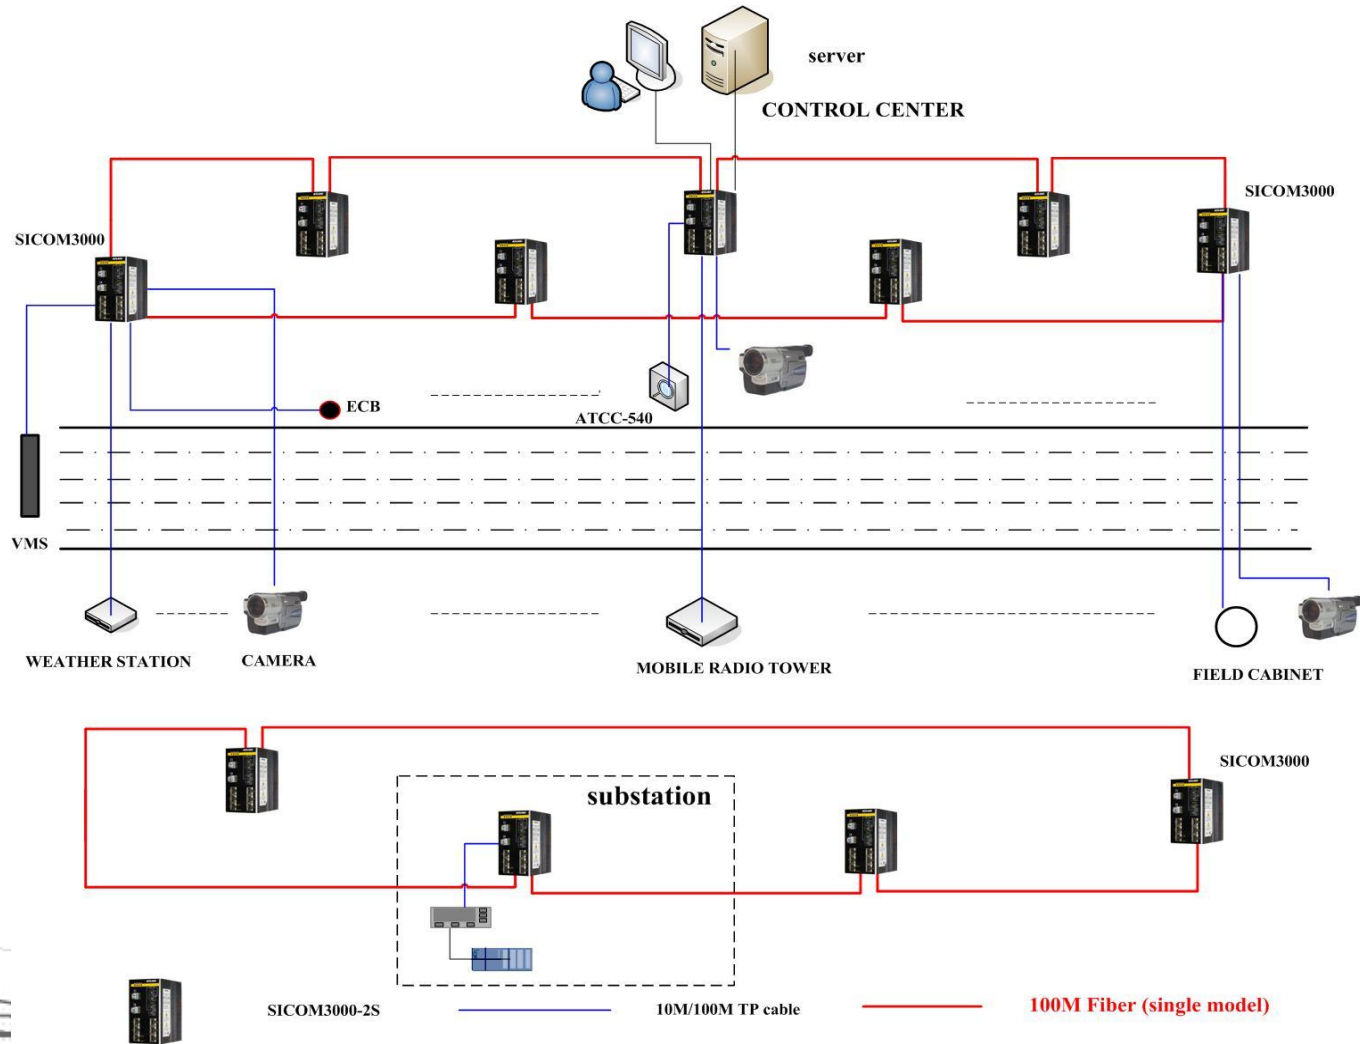 server
CONTROL CENTER
SICOM3000
SICOM3000
ECB
ATCC-540
VMS
WEATHER STATION
CAMERA
MOBILE RADIO TOWER
FIELD CABINET
SICOM3000
substation
SICOM3000-2S
10M/100M TP cable
100M Fiber (single model)